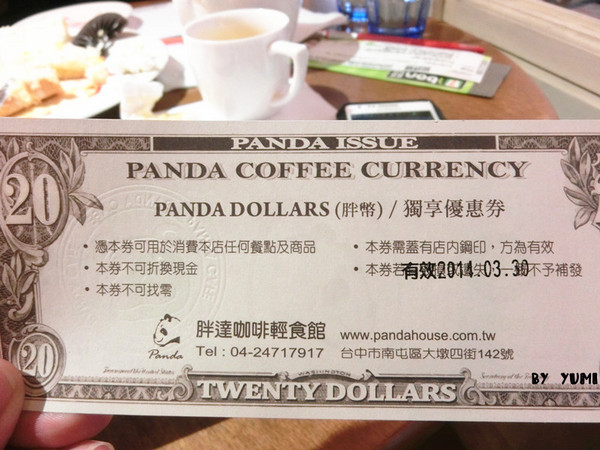 ibon
PANDA ISSUE
20
PANDA COFFEE CURRENCY
PANDA DOLLARS (胖幣) / 獨享優惠券
• 憑本券可用於消費本店任何餐點及商品
• 本券不可折換現金
• 本券不可找零
• 本券需蓋有店內鋼印，方為有效
• 本券若 不予補發
有效2014.03.30
Panda
胖達咖啡輕食館
Tel : 04-24717917
www.pandahouse.com.tw
台中市南屯區大墩四街142號
20
WASHINGTON
TWENTY DOLLARS
BY YUMI